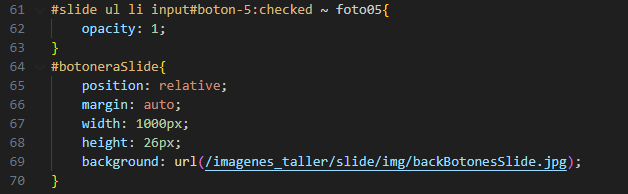 61 #slide ul li input#boton-5:checked ~ foto05{
62 opacity: 1;
63 }
64 #botoneraSlide{
65 position: relative;
66 margin: auto;
67 width: 1000px;
68 height: 26px;
69 background: url(/imagenes_taller/slide/img/backBotonesSlide.jpg);
70 }